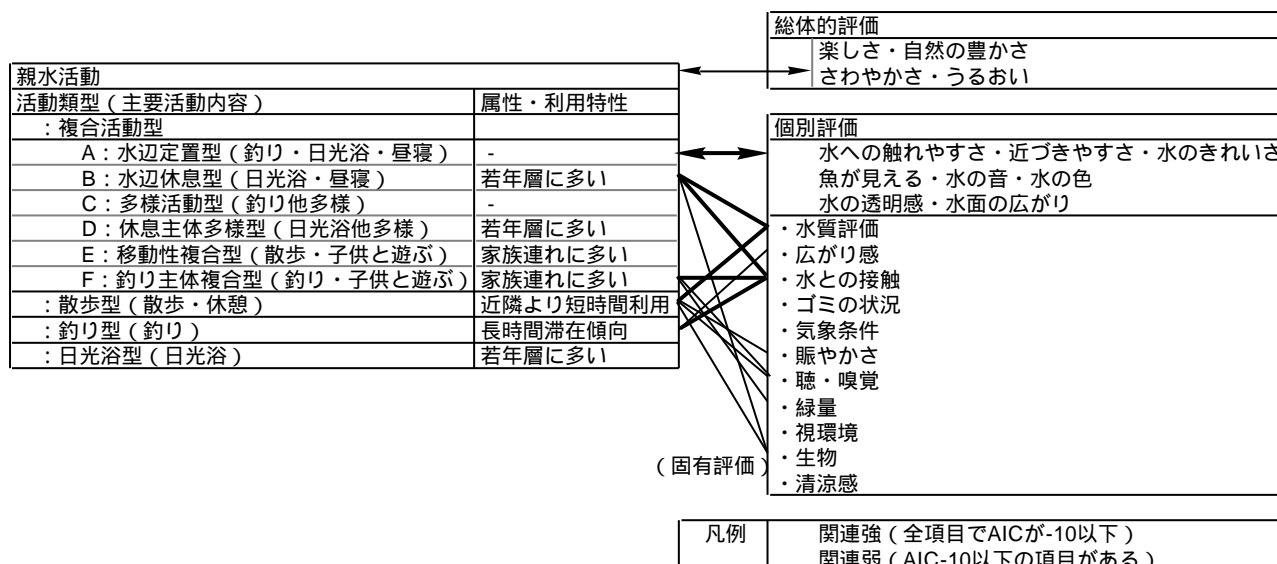 総体的評価
楽しさ・自然の豊かさ
さわやかさ・うるおい
親水活動
活動類型(主要活動内容) 属性・利用特性
:複合活動型
A:水辺定置型(釣り・日光浴・昼寝) -
B:水辺休息型(日光浴・昼寝) 若年層に多い
C:多様活動型(釣り他多様) -
D:休息主体多様型(日光浴他多様) 若年層に多い
E:移動性複合型(散歩・子供と遊ぶ) 家族連れに多い
F:釣り主体複合型(釣り・子供と遊ぶ) 家族連れに多い
:散歩型(散歩・休憩) 近隣より短時間利用
:釣り型(釣り) 長時間滞在傾向
:日光浴型(日光浴) 若年層に多い
個別評価
水への触れやすさ・近づきやすさ・水のきれいさ
魚が見える・水の音・水の色
水の透明感・水面の広がり
・水質評価
・広がり感
・水との接触
・ゴミの状況
・気象条件
・賑やかさ
・聴・嗅覚
・緑量
・視環境
・生物
・清涼感
(固有評価)
凡例 関連強(全項目でAICが-10以下)
関連弱(AIC-10以下の項目がある)